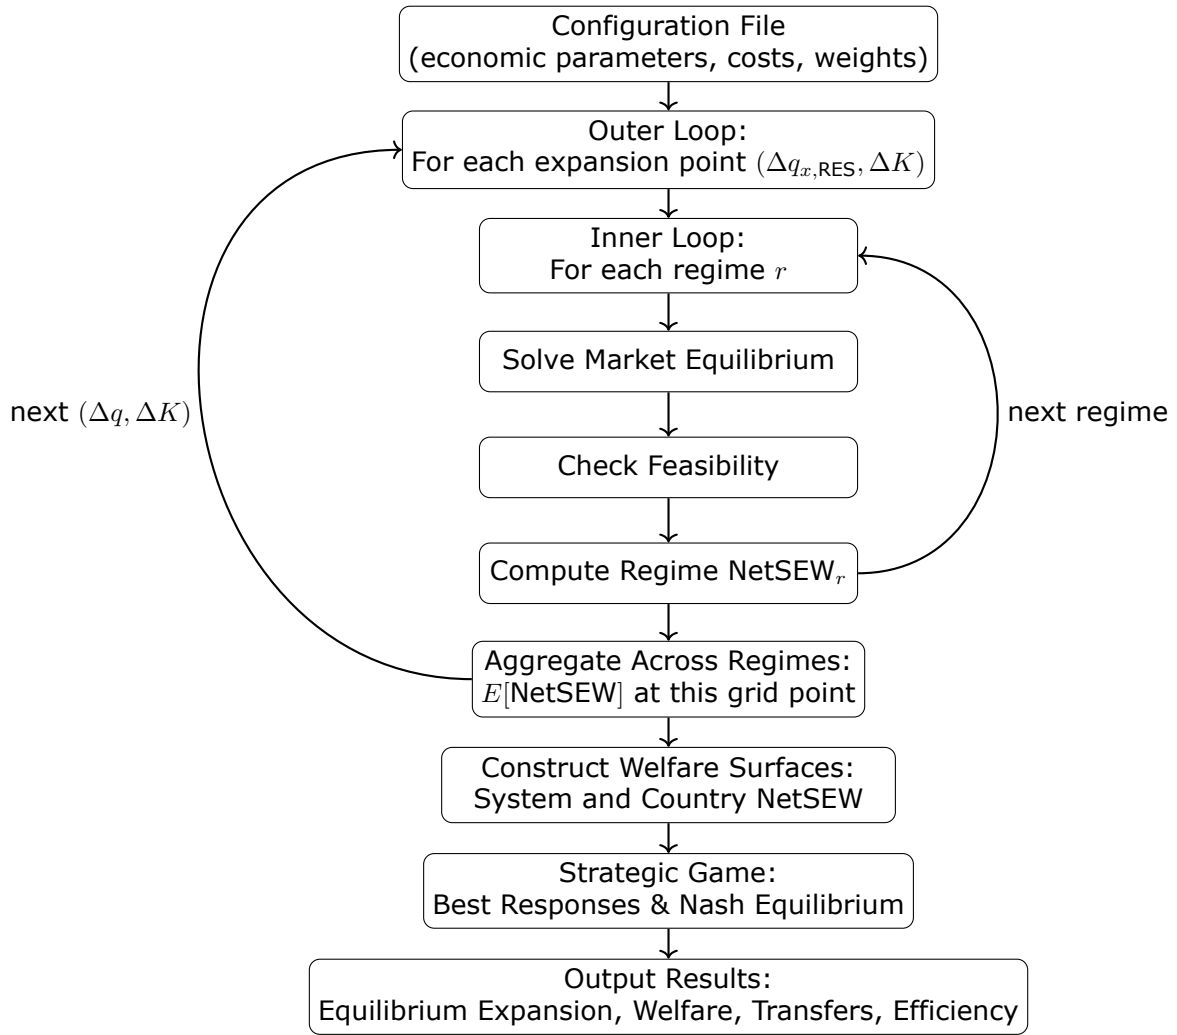 Configuration File
(economic parameters, costs, weights)
Outer Loop:
For each expansion point (Δq_{x,RES}, ΔK)
Inner Loop:
For each regime r
Solve Market Equilibrium
next (Δq, ΔK)
next regime
Check Feasibility
Compute Regime NetSEW_r
Aggregate Across Regimes:
E[NetSEW] at this grid point
Construct Welfare Surfaces:
System and Country NetSEW
Strategic Game:
Best Responses & Nash Equilibrium
Output Results:
Equilibrium Expansion, Welfare, Transfers, Efficiency